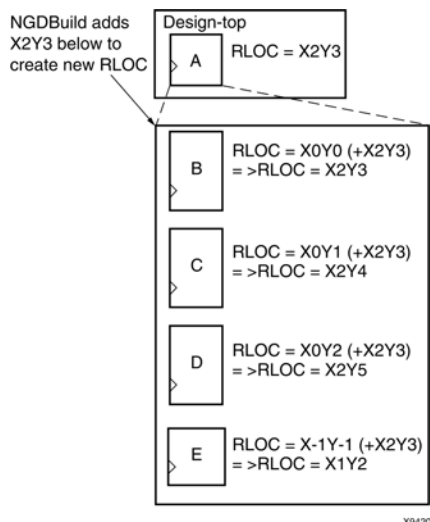 NGDBuild adds
X2Y3 below to
create new RLOC
Design-top
A
RLOC = X2Y3
B
RLOC = X0Y0 (+X2Y3)
= >RLOC = X2Y3
C
RLOC = X0Y1 (+X2Y3)
= >RLOC = X2Y4
D
RLOC = X0Y2 (+X2Y3)
= >RLOC = X2Y5
E
RLOC = X-1Y-1 (+X2Y3)
= >RLOC = X1Y2